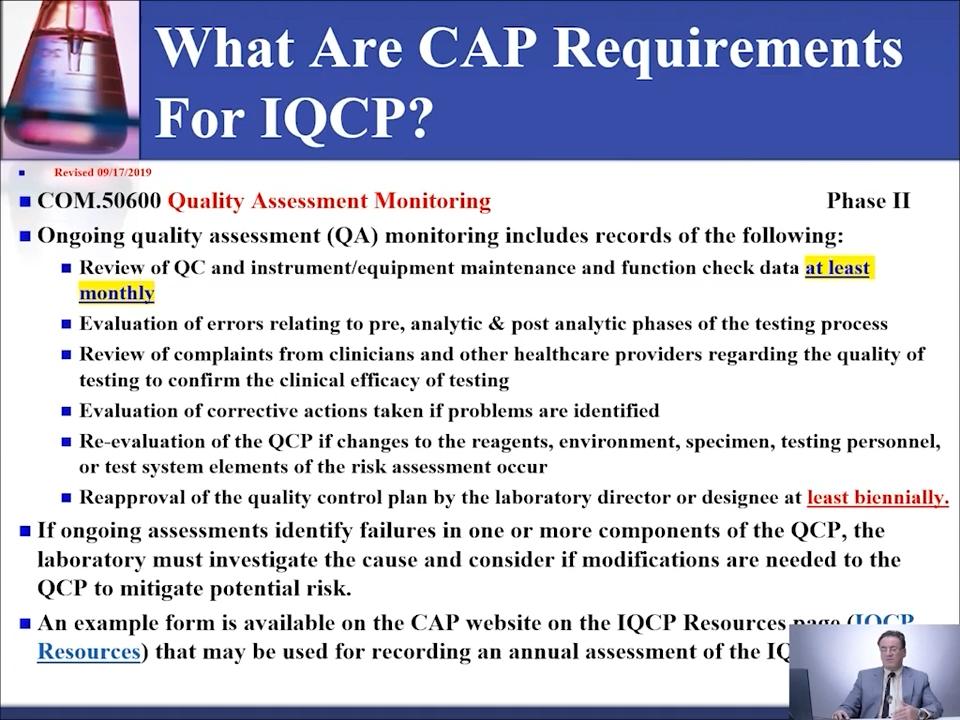 What Are CAP Requirements
For IQCP?
Revised 09/17/2019
COM.50600 Quality Assessment Monitoring Phase II
Ongoing quality assessment (QA) monitoring includes records of the following:
Review of QC and instrument/equipment maintenance and function check data at least
monthly
Evaluation of errors relating to pre, analytic & post analytic phases of the testing process
Review of complaints from clinicians and other healthcare providers regarding the quality of
testing to confirm the clinical efficacy of testing
Evaluation of corrective actions taken if problems are identified
Re-evaluation of the QCP if changes to the reagents, environment, specimen, testing personnel,
or test system elements of the risk assessment occur
Reapproval of the quality control plan by the laboratory director or designee at least biennially.
If ongoing assessments identify failures in one or more components of the QCP, the
laboratory must investigate the cause and consider if modifications are needed to the
QCP to mitigate potential risk.
An example form is available on the CAP website on the IQCP Resources page (IQCP
Resources) that may be used for recording an annual assessment of the